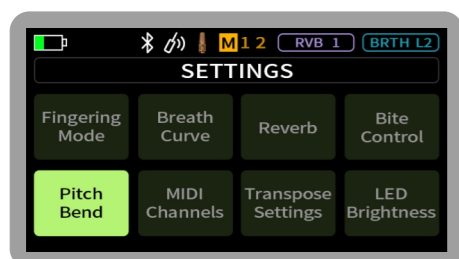 M 1 2 RVB 1 BRTH L2
SETTINGS
Fingering Mode
Breath Curve
Reverb
Bite Control
Pitch Bend
MIDI Channels
Transpose Settings
LED Brightness